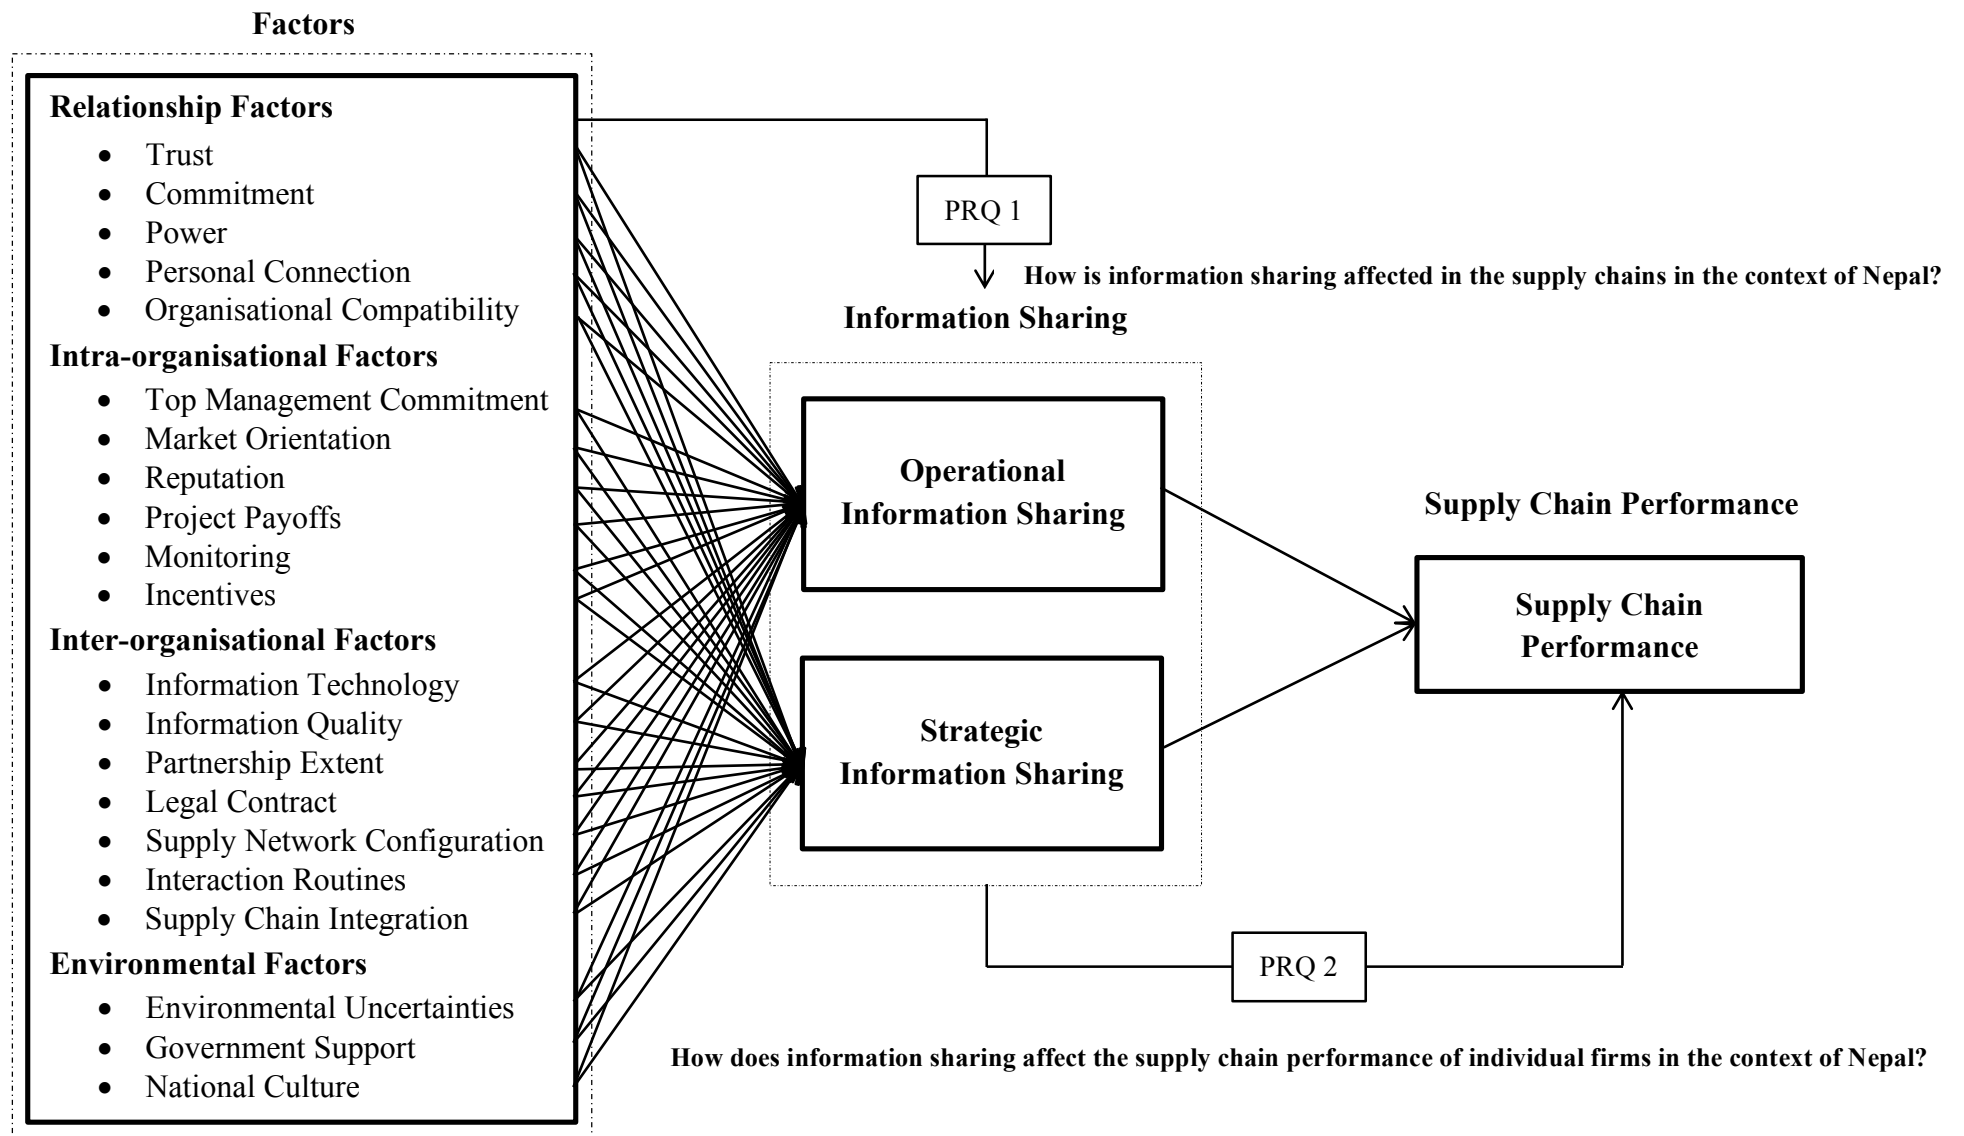 Factors
Relationship Factors
• Trust
• Commitment
• Power
• Personal Connection
• Organisational Compatibility
Intra-organisational Factors
• Top Management Commitment
• Market Orientation
• Reputation
• Project Payoffs
• Monitoring
• Incentives
Inter-organisational Factors
• Information Technology
• Information Quality
• Partnership Extent
• Legal Contract
• Supply Network Configuration
• Interaction Routines
• Supply Chain Integration
Environmental Factors
• Environmental Uncertainties
• Government Support
• National Culture
PRQ 1
How is information sharing affected in the supply chains in the context of Nepal?
Information Sharing
Operational
Information Sharing
Strategic
Information Sharing
Supply Chain Performance
Supply Chain
Performance
PRQ 2
How does information sharing affect the supply chain performance of individual firms in the context of Nepal?